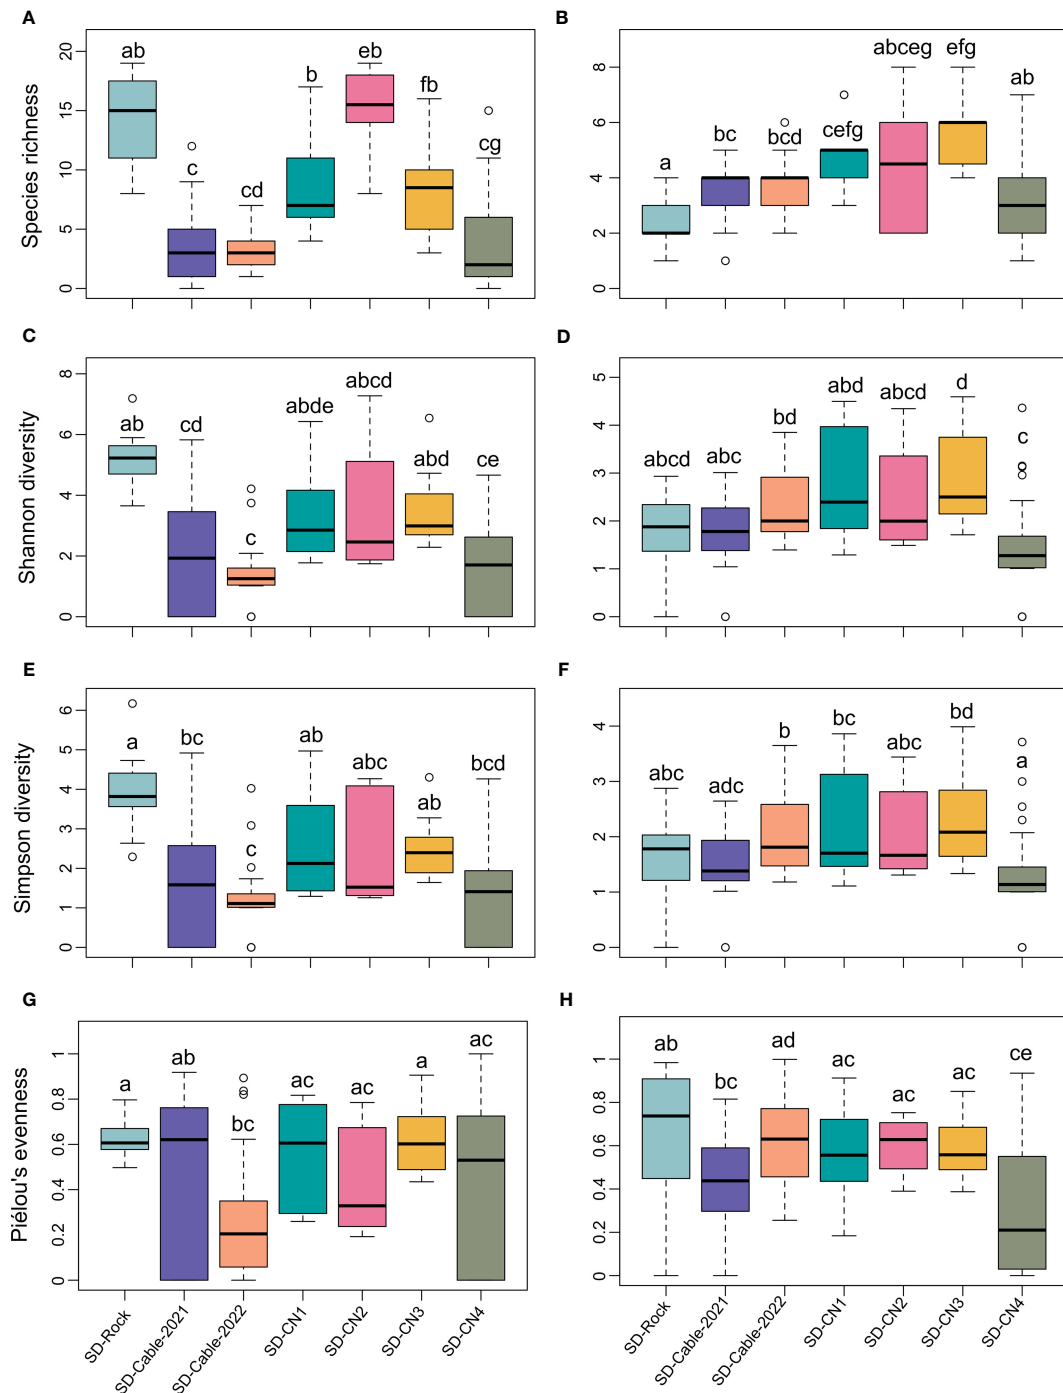 A
B
Species richness
20
15
10
5
0
ab
c
cd
b
eb
fb
cg
8
6
4
2
0
a
bc
bcd
cefg
abceg
efg
ab
C
D
Shannon diversity
8
6
4
2
0
ab
cd
c
abde
abcd
abd
ce
5
4
3
2
1
0
abcd
abc
bd
abd
abcd
d
c
E
F
Simpson diversity
6
5
4
3
2
1
0
a
bc
c
ab
abc
ab
bcd
4
3
2
1
0
abc
adc
b
bc
abc
bd
a
G
H
Piélou's evenness
1
0.8
0.6
0.4
0.2
0
a
ab
bc
ac
ac
a
ac
1
0.8
0.6
0.4
0.2
0
ab
bc
ad
ac
ac
ac
ce
SD-Rock
SD-Cable-2021
SD-Cable-2022
SD-CN1
SD-CN2
SD-CN3
SD-CN4
SD-Rock
SD-Cable-2021
SD-Cable-2022
SD-CN1
SD-CN2
SD-CN3
SD-CN4